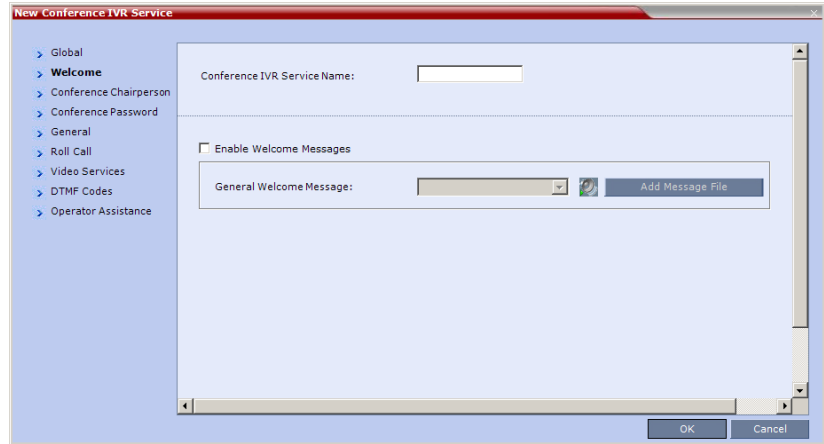 New Conference IVR Service
Global
Welcome
Conference Chairperson
Conference Password
General
Roll Call
Video Services
DTMF Codes
Operator Assistance
Conference IVR Service Name:
Enable Welcome Messages
General Welcome Message:
Add Message File
OK
Cancel